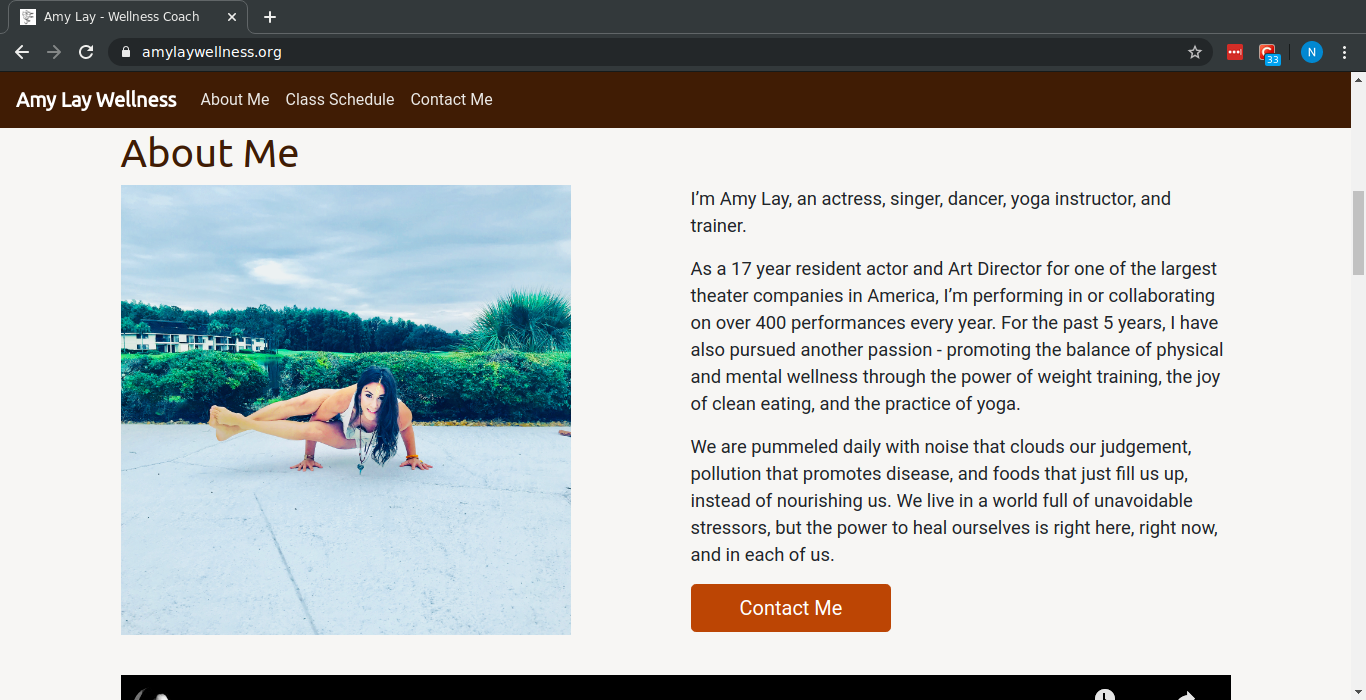 Amy Lay - Wellness Coach
amylaywellness.org
33
N
Amy Lay Wellness
About Me
Class Schedule
Contact Me
About Me
I’m Amy Lay, an actress, singer, dancer, yoga instructor, and
trainer.
As a 17 year resident actor and Art Director for one of the largest
theater companies in America, I’m performing in or collaborating
on over 400 performances every year. For the past 5 years, I have
also pursued another passion - promoting the balance of physical
and mental wellness through the power of weight training, the joy
of clean eating, and the practice of yoga.
We are pummeled daily with noise that clouds our judgement,
pollution that promotes disease, and foods that just fill us up,
instead of nourishing us. We live in a world full of unavoidable
stressors, but the power to heal ourselves is right here, right now,
and in each of us.
Contact Me